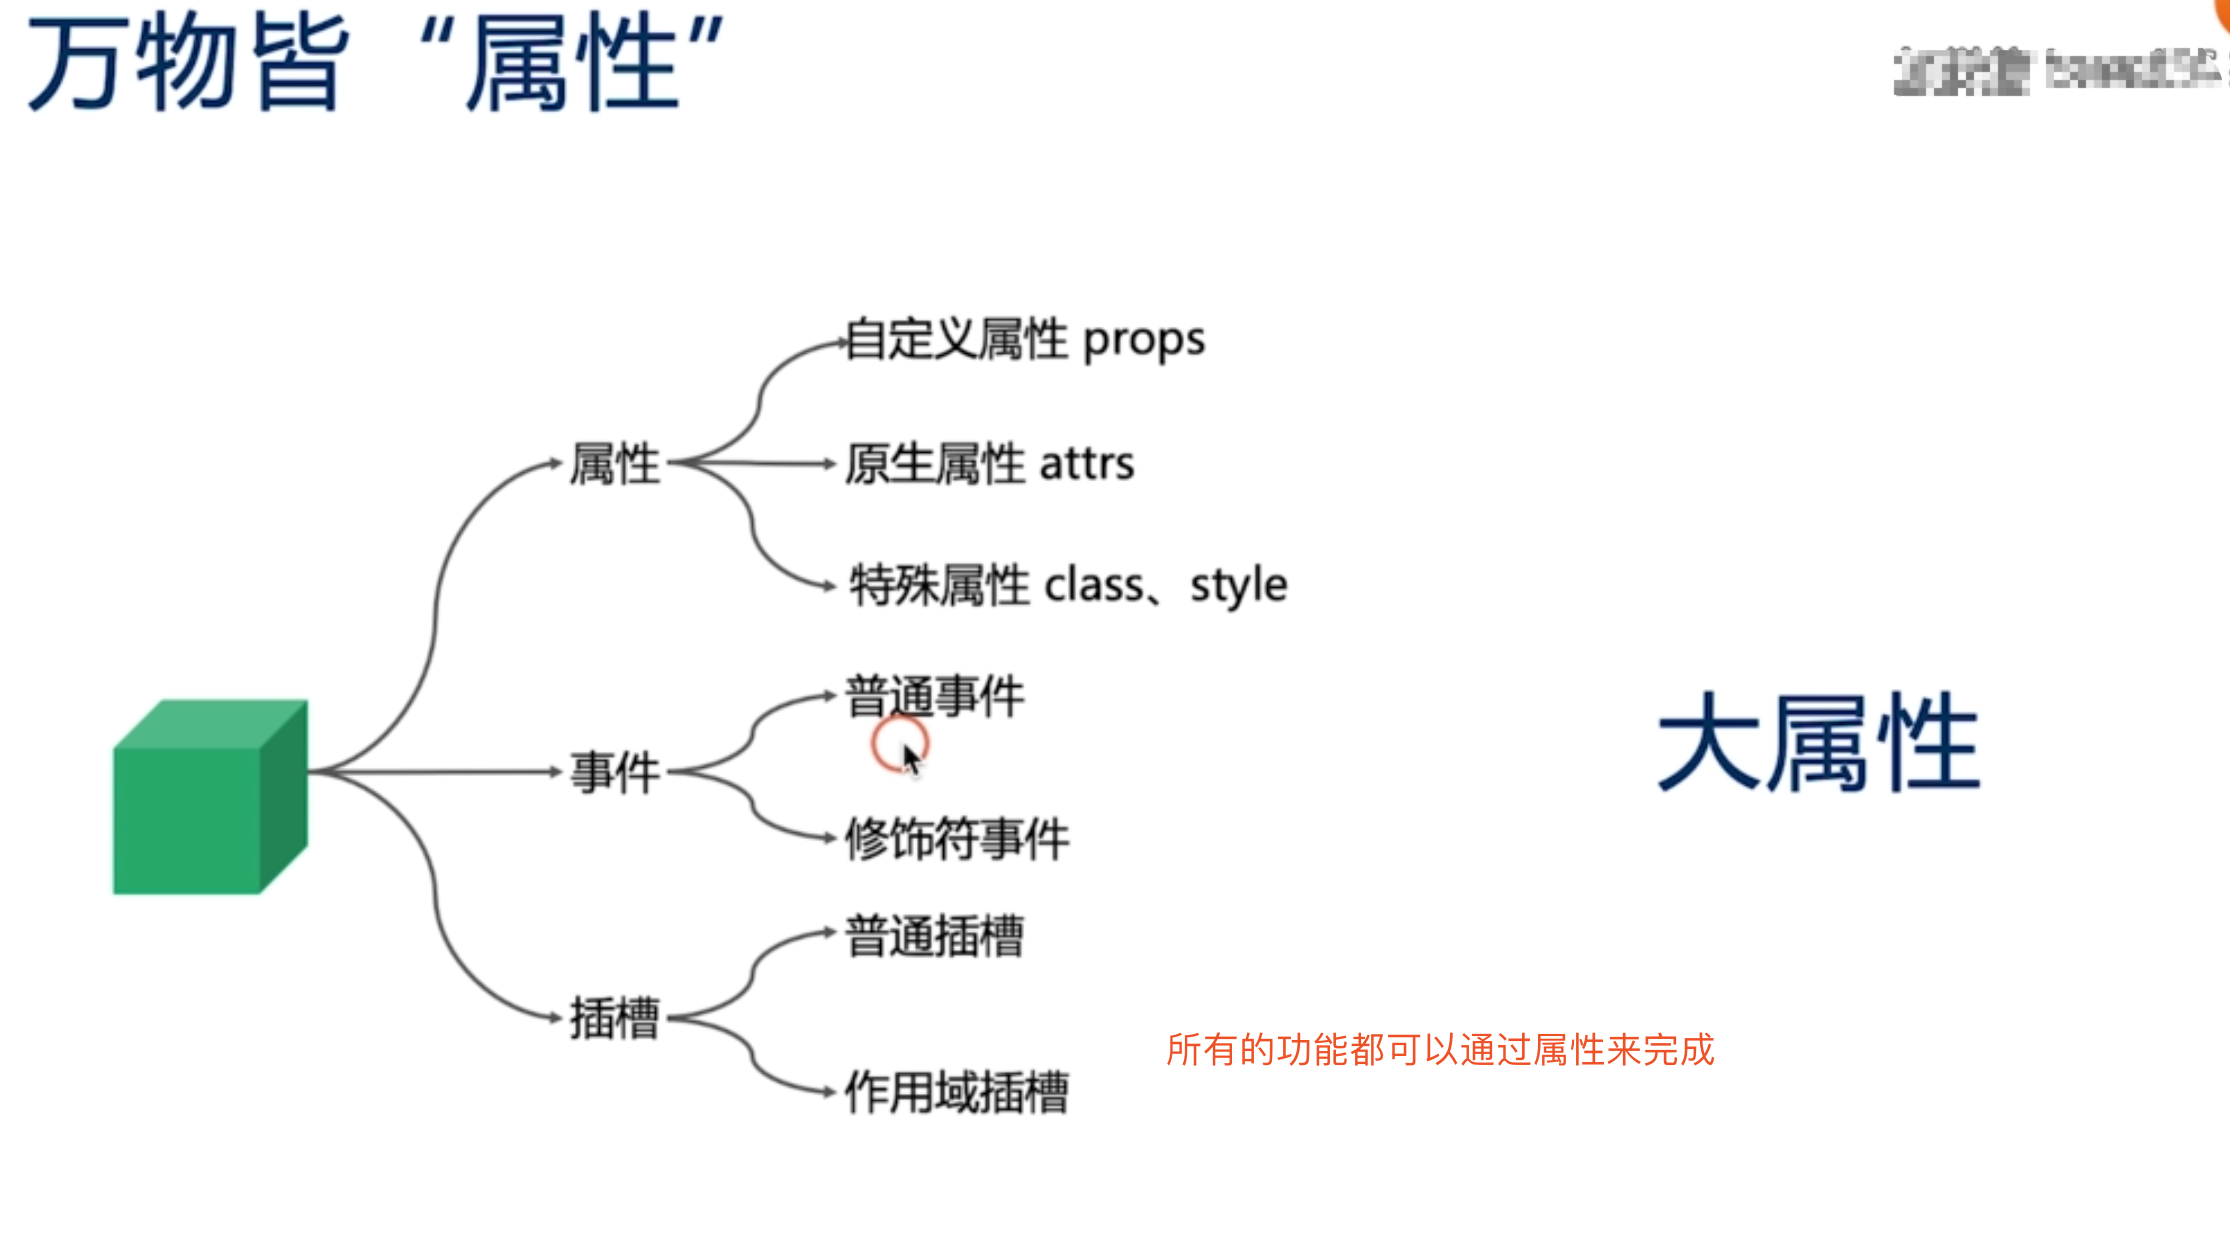 万物皆“属性”
自定义属性 props
属性
原生属性 attrs
特殊属性 class、style
普通事件
事件
修饰符事件
大属性
普通插槽
插槽
作用域插槽
所有的功能都可以通过属性来完成